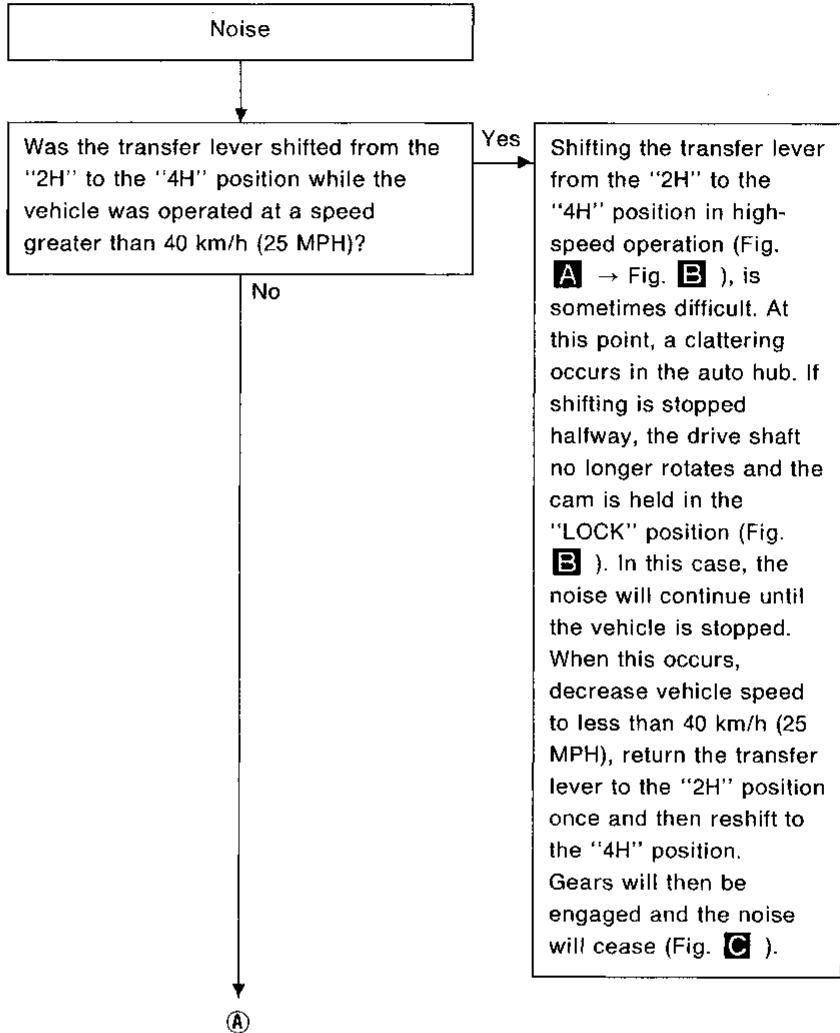 Noise
Was the transfer lever shifted from the
"2H" to the "4H" position while the
vehicle was operated at a speed
greater than 40 km/h (25 MPH)?
Yes
No
Shifting the transfer lever
from the "2H" to the
"4H" position in high-
speed operation (Fig.
A → Fig. B ), is
sometimes difficult. At
this point, a clattering
occurs in the auto hub. If
shifting is stopped
halfway, the drive shaft
no longer rotates and the
cam is held in the
"LOCK" position (Fig.
B ). In this case, the
noise will continue until
the vehicle is stopped.
When this occurs,
decrease vehicle speed
to less than 40 km/h (25
MPH), return the transfer
lever to the "2H" position
once and then reshift to
the "4H" position.
Gears will then be
engaged and the noise
will cease (Fig. C ).
Ⓐ